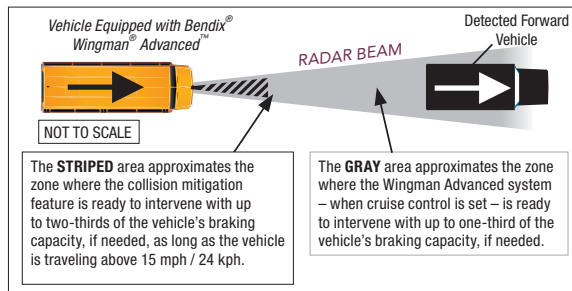 Vehicle Equipped with Bendix®
Wingman® Advanced™
RADAR BEAM
Detected Forward
Vehicle
NOT TO SCALE
The STRIPED area approximates the
zone where the collision mitigation
feature is ready to intervene with up
to two-thirds of the vehicle's braking
capacity, if needed, as long as the vehicle
is traveling above 15 mph / 24 kph.
The GRAY area approximates the zone
where the Wingman Advanced system
– when cruise control is set – is ready
to intervene with up to one-third of the
vehicle's braking capacity, if needed.